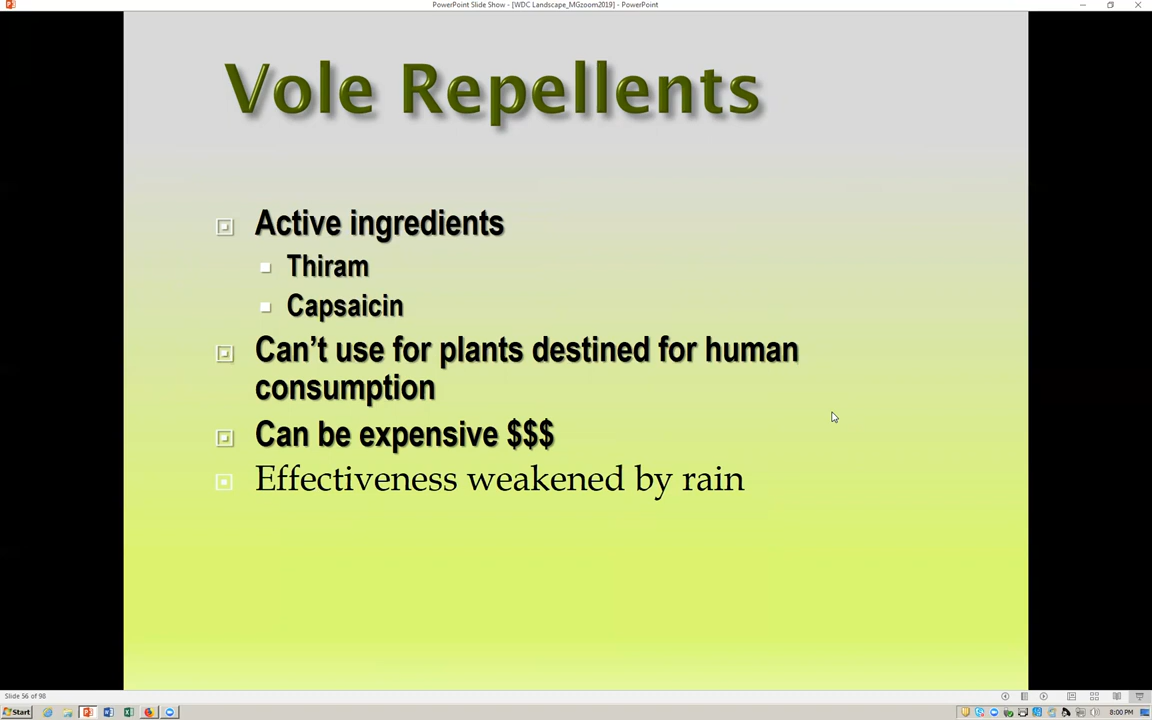 PowerPoint Slide Show - [WDC Landscape_MGzoom2019] - PowerPoint
Vole Repellents
Active ingredients
Thiram
Capsaicin
Can't use for plants destined for human
consumption
Can be expensive $$$
Effectiveness weakened by rain
Slide 56 of 98
Start
8:00 PM